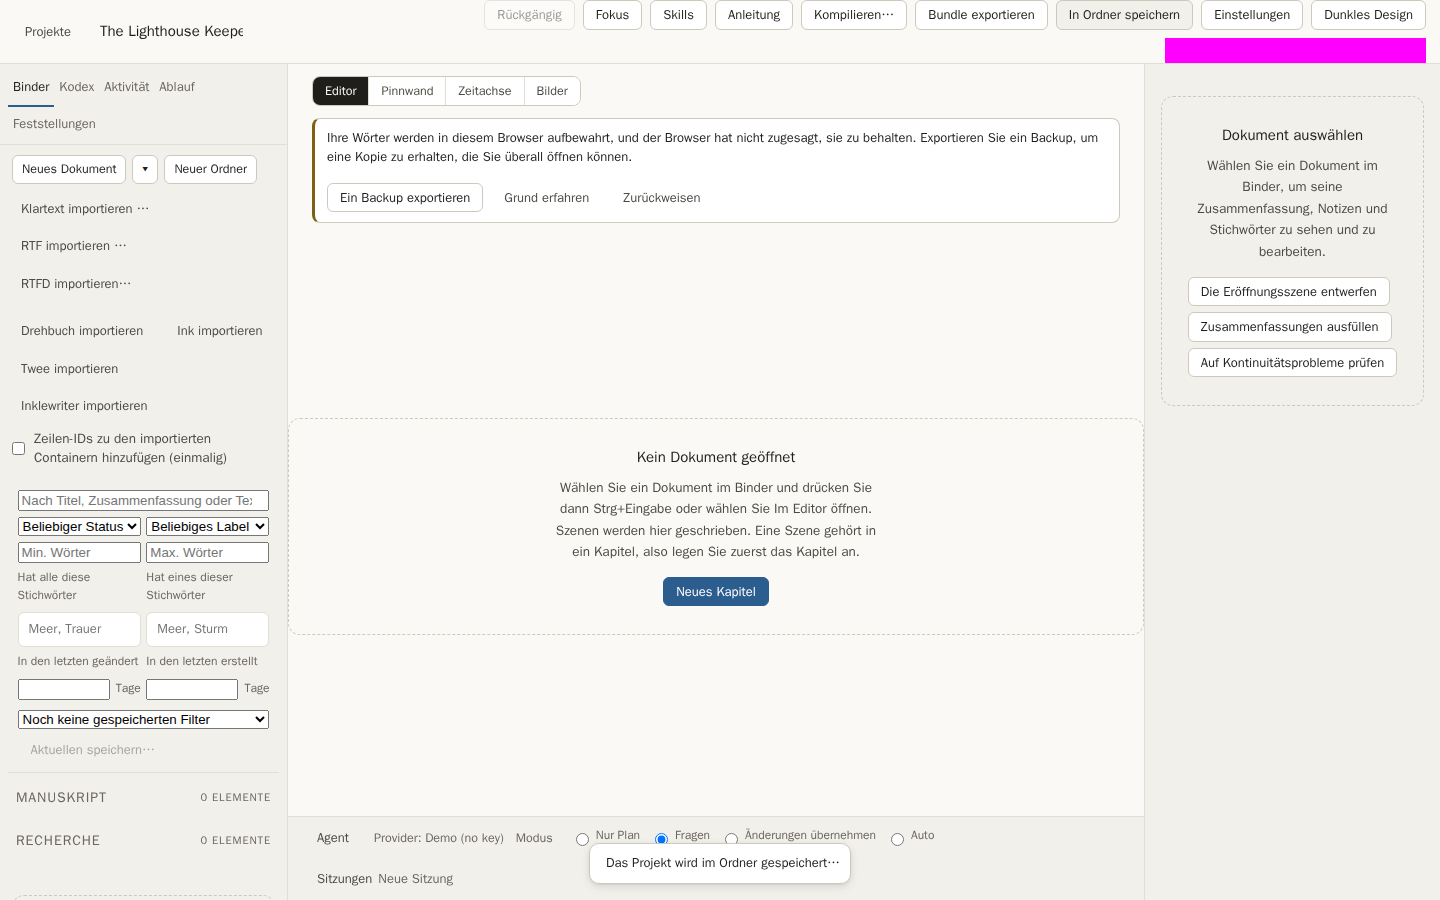 Projekte
The Lighthouse Keepe
Rückgängig
Fokus
Skills
Anleitung
Kompilieren···
Bundle exportieren
In Ordner speichern
Einstellungen
Dunkles Design
Binder Kodex Aktivität Ablauf
Feststellungen
Neues Dokument
Neuer Ordner
Klartext importieren ···
RTF importieren ···
RTFD importieren···
Drehbuch importieren
Ink importieren
Twee importieren
Inklewriter importieren
Zeilen-IDs zu den importierten
Containern hinzufügen (einmalig)
Nach Titel, Zusammenfassung oder Tex
Beliebiger Status
Beliebiges Label
Min. Wörter
Max. Wörter
Hat alle diese
Stichwörter
Hat eines dieser
Stichwörter
Meer, Trauer
Meer, Sturm
In den letzten geändert
In den letzten erstellt
Tage
Tage
Noch keine gespeicherten Filter
Aktuellen speichern···
MANUSKRIPT
0 ELEMENTE
RECHERCHE
0 ELEMENTE
Editor
Pinnwand
Zeitachse
Bilder
Ihre Wörter werden in diesem Browser aufbewahrt, und der Browser hat nicht zugesagt, sie zu behalten. Exportieren Sie ein Backup, um
eine Kopie zu erhalten, die Sie überall öffnen können.
Ein Backup exportieren
Grund erfahren
Zurückweisen
Kein Dokument geöffnet
Wählen Sie ein Dokument im Binder und drücken Sie
dann Strg+Eingabe oder wählen Sie Im Editor öffnen.
Szenen werden hier geschrieben. Eine Szene gehört in
ein Kapitel, also legen Sie zuerst das Kapitel an.
Neues Kapitel
Agent
Provider: Demo (no key)
Modus
Nur Plan
Fragen
Änderungen übernehmen
Auto
Das Projekt wird im Ordner gespeichert···
Sitzungen
Neue Sitzung
Dokument auswählen
Wählen Sie ein Dokument im
Binder, um seine
Zusammenfassung, Notizen und
Stichwörter zu sehen und zu
bearbeiten.
Die Eröffnungsszene entwerfen
Zusammenfassungen ausfüllen
Auf Kontinuitätsprobleme prüfen